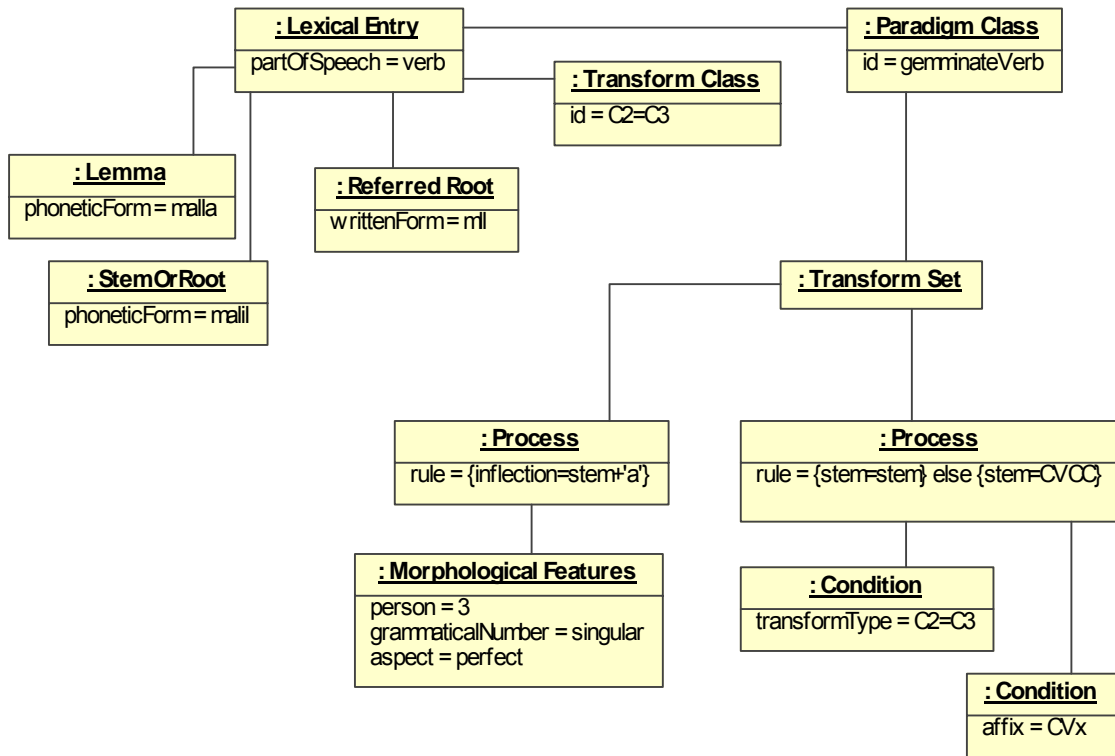 : Lexical Entry
partOfSpeech = verb
: Paradigm Class
id = gemminateVerb
: Transform Class
id = C2=C3
: Lemma
phoneticForm = malla
: Referred Root
writtenForm = mll
: StemOrRoot
phoneticForm = malil
: Transform Set
: Process
rule = {inflection=stem+'a'}
: Process
rule = {stem=stem} else {stem=CVCC}
: Morphological Features
person = 3
grammaticalNumber = singular
aspect = perfect
: Condition
transformType = C2=C3
: Condition
affix = CVx